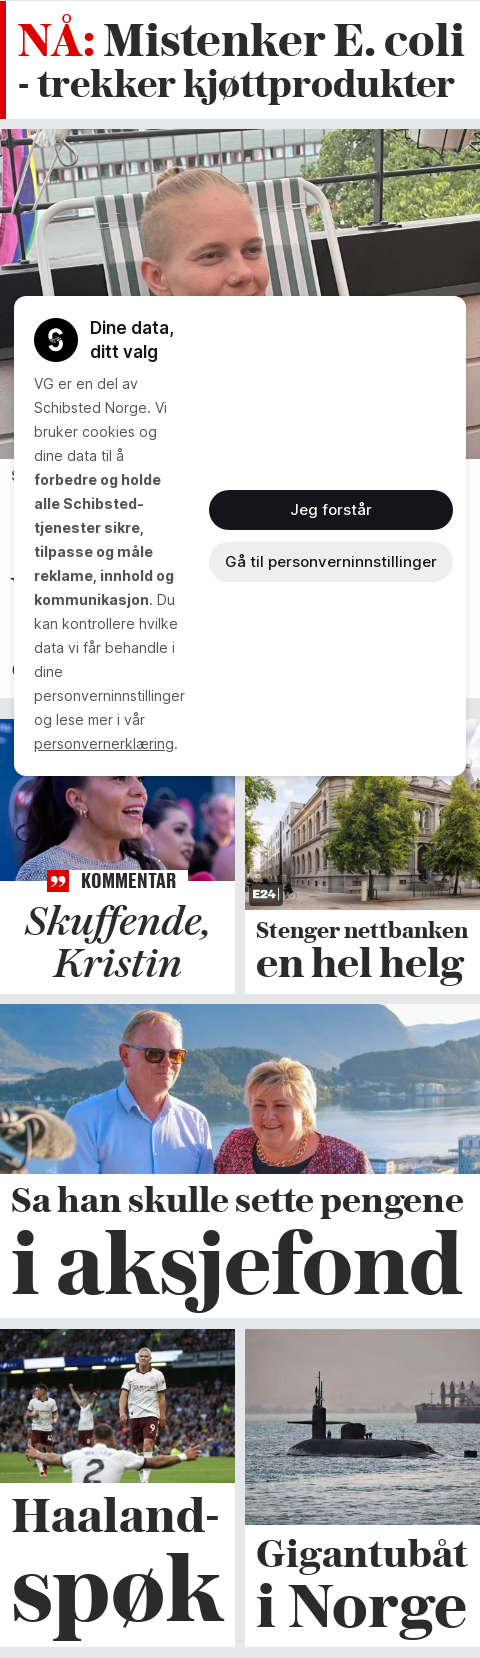 NÅ: Mistenker E. coli
- trekker kjøttprodukter
Dine data,
ditt valg
VG er en del av
Schibsted Norge. Vi
bruker cookies og
dine data til å
forbedre og holde
alle Schibsted-
tjenester sikre,
tilpasse og måle
reklame, innhold og
kommunikasjon. Du
kan kontrollere hvilke
data vi får behandle i
dine
personverninnstillinger
og lese mer i vår
personvernerklæring.
Jeg forstår
Gå til personverninnstillinger
KOMMENTAR
Skuffende,
Kristin
E24
Stenger nettbanken
en hel helg
Sa han skulle sette pengene
i aksjefond
9
2
Haaland-
spøk
Gigantubåt
i Norge